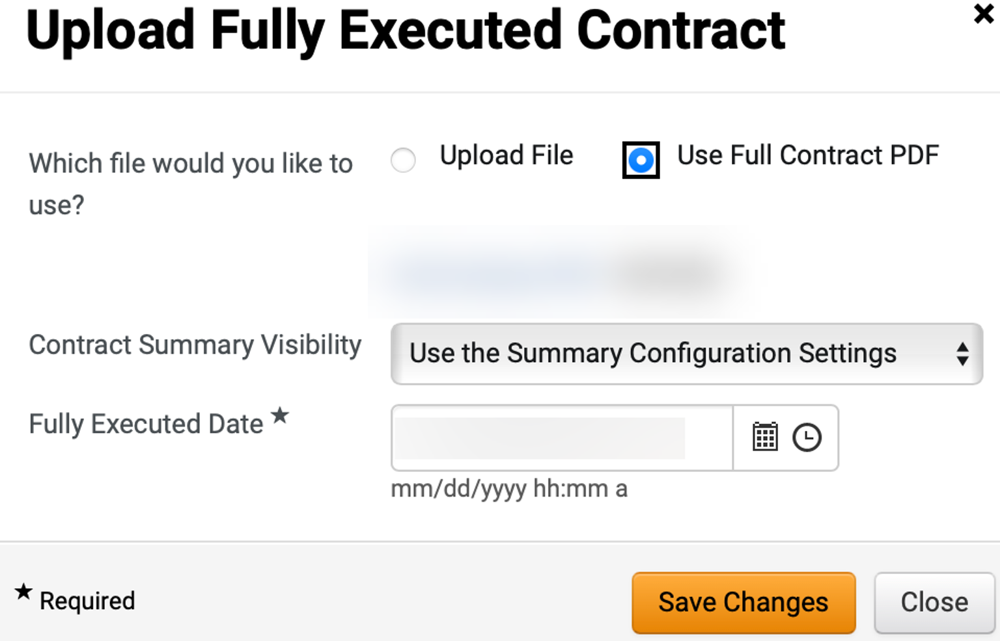 Upload Fully Executed Contract
Which file would you like to use?
Upload File
Use Full Contract PDF
Contract Summary Visibility
Use the Summary Configuration Settings
Fully Executed Date ★
mm/dd/yyyy hh:mm a
★ Required
Save Changes
Close